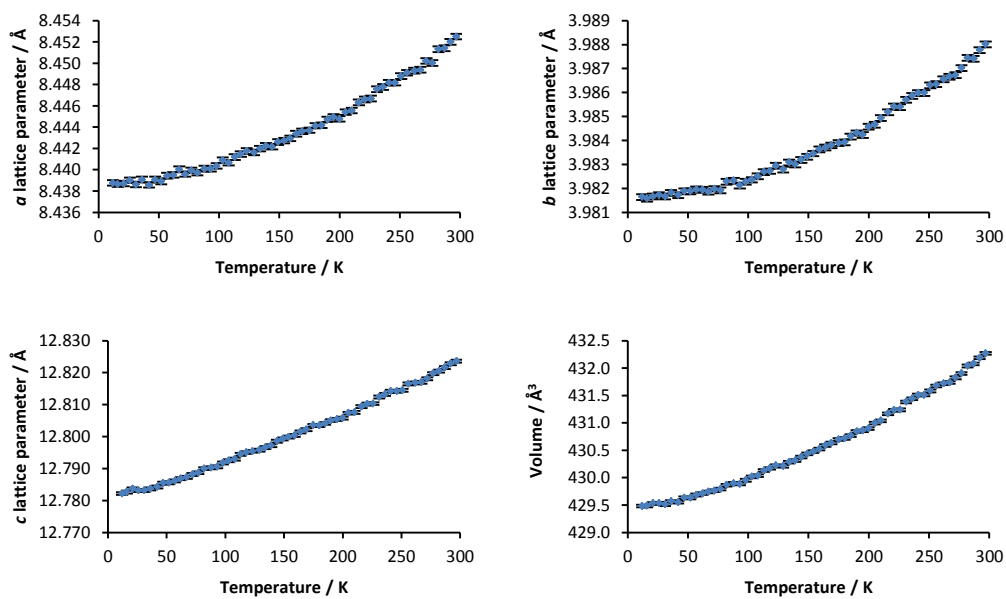 8.454
8.452
8.450
8.448
8.446
8.444
8.442
8.440
8.438
8.436
a lattice parameter / Å
0 50 100 150 200 250 300
Temperature / K
3.989
3.988
3.987
3.986
3.985
3.984
3.983
3.982
3.981
b lattice parameter / Å
0 50 100 150 200 250 300
Temperature / K
12.830
12.820
12.810
12.800
12.790
12.780
12.770
c lattice parameter / Å
0 50 100 150 200 250 300
Temperature / K
432.5
432.0
431.5
431.0
430.5
430.0
429.5
429.0
Volume / Å³
0 50 100 150 200 250 300
Temperature / K